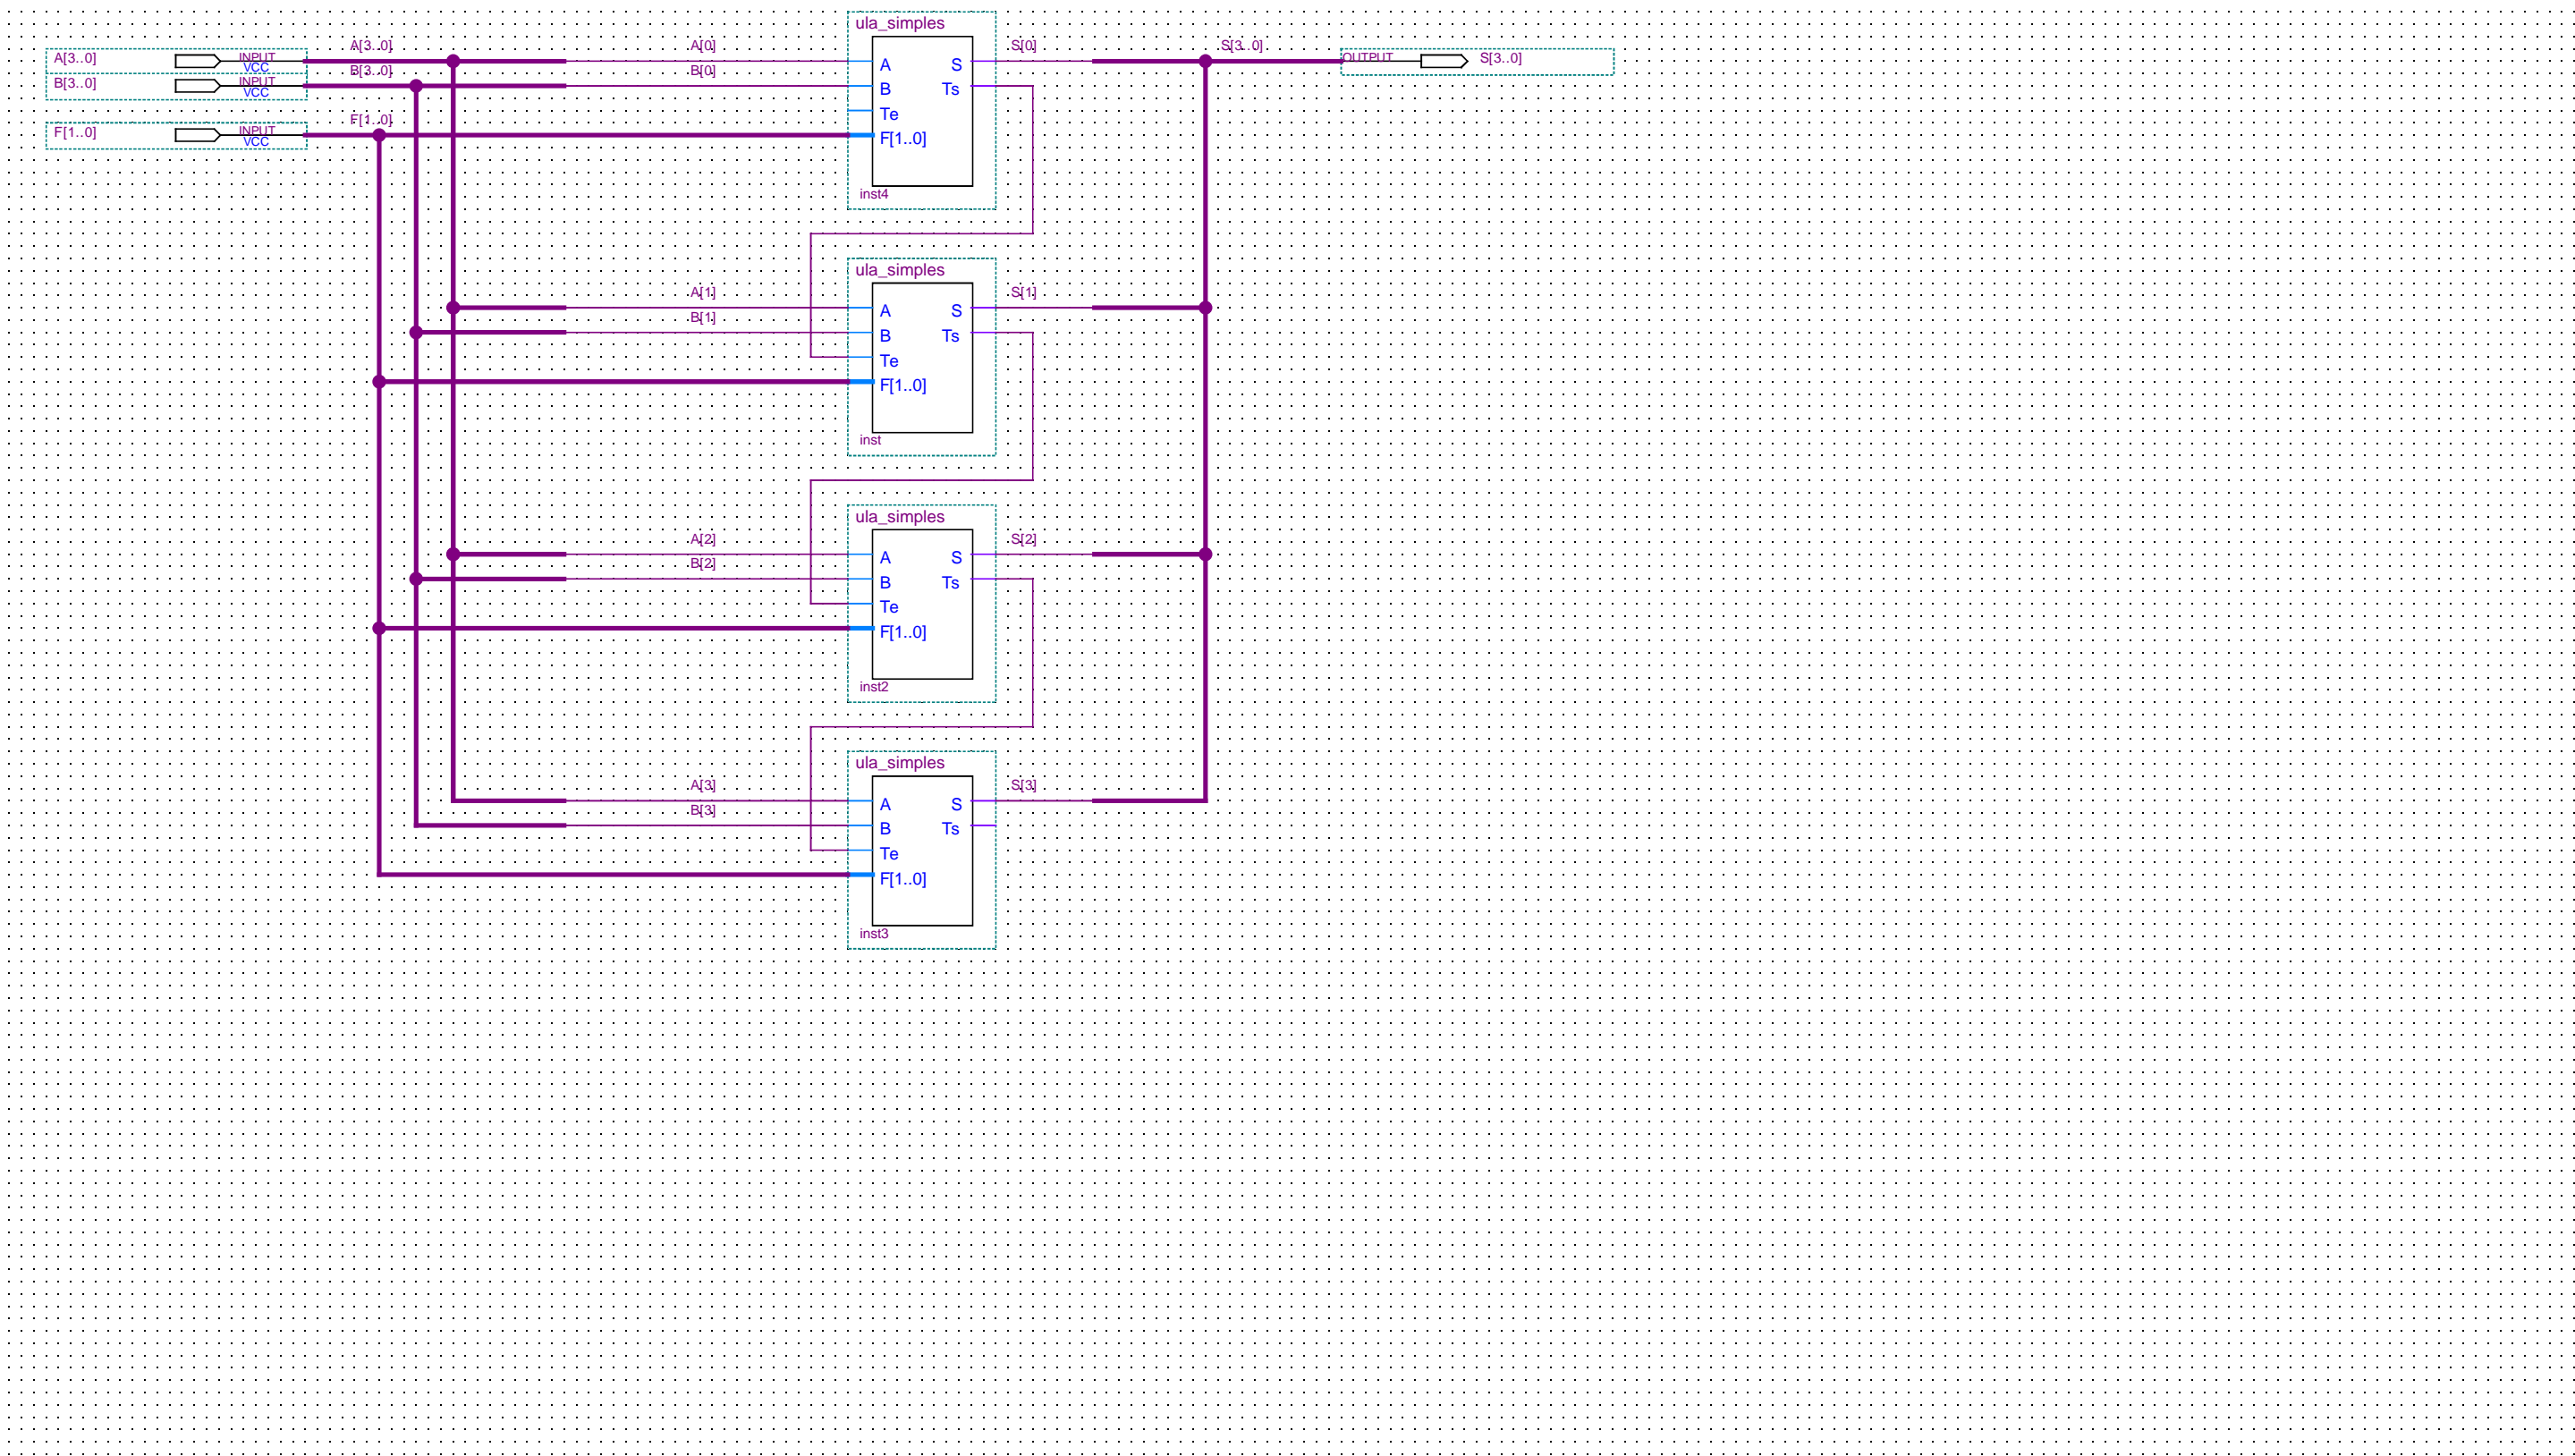 ula_simples
A[3..0] INPUT VCC A[3..0] A[0] A S S[0] S[3..0] OUTPUT S[3..0]
B[3..0] INPUT VCC B[3..0] B[0] B Ts
Te
F[1..0] INPUT VCC F[1..0] F[1..0]
inst4
ula_simples
A[1] A S S[1]
B[1] B Ts
Te
F[1..0]
inst
ula_simples
A[2] A S S[2]
B[2] B Ts
Te
F[1..0]
inst2
ula_simples
A[3] A S S[3]
B[3] B Ts
Te
F[1..0]
inst3